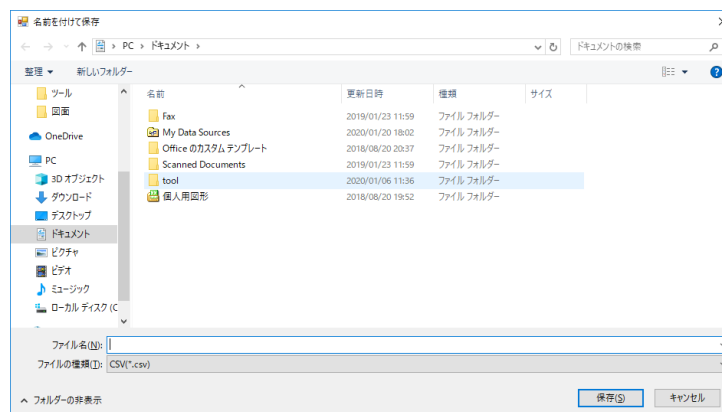 名前を付けて保存
PC › ドキュメント ›
ドキュメントの検索
整理 新しいフォルダー
名前 更新日時 種類 サイズ
ツール
図面
OneDrive
PC
3D オブジェクト
ダウンロード
デスクトップ
ドキュメント
ピクチャ
ビデオ
ミュージック
ローカル ディスク (C
Fax 2019/01/23 11:59 ファイル フォルダー
My Data Sources 2020/01/20 18:02 ファイル フォルダー
Office のカスタム テンプレート 2018/08/20 20:37 ファイル フォルダー
Scanned Documents 2019/01/23 11:59 ファイル フォルダー
tool 2020/01/06 11:36 ファイル フォルダー
個人用図形 2018/08/20 19:52 ファイル フォルダー
ファイル名(N):
ファイルの種類(T): CSV(*.csv)
フォルダーの非表示
保存(S) キャンセル